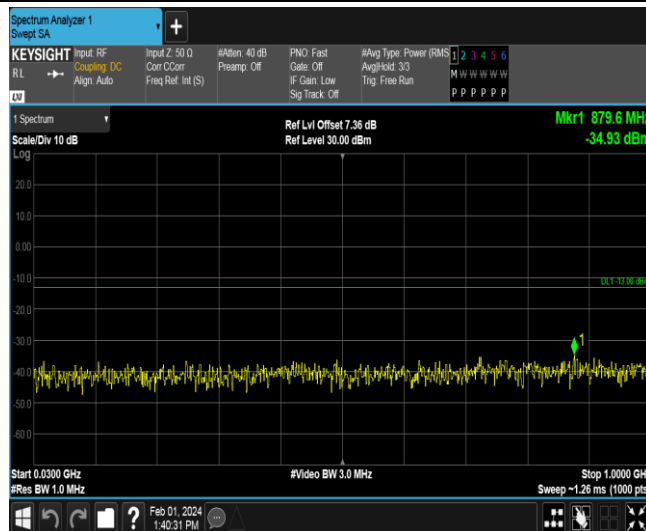 Spectrum Analyzer 1
Swept SA
+
KEYSIGHT Input: RF Input Z: 50 Ω #Atten: 40 dB PNO: Fast #Avg Type: Power (RMS 1 2 3 4 5 6
RL Coupling: DC Corr CCorr Preamp: Off Gate: Off Avg|Hold: 3/3 M W W W W W
Align: Auto Freq Ref: Int (S) IF Gain: Low Trig: Free Run
Sig Track: Off P P P P P P
LXI
1 Spectrum
Ref Lvl Offset 7.36 dB Mkr1 879.6 MHz
Scale/Div 10 dB Ref Level 30.00 dBm -34.93 dBm
Log
20.0
10.0
0.00
-10.0
DL1 -13.00 dBm
-20.0
-30.0
1
-40.0
-50.0
-60.0
Start 0.0300 GHz #Video BW 3.0 MHz Stop 1.0000 GHz
#Res BW 1.0 MHz Sweep ~1.26 ms (1000 pts
? Feb 01, 2024
1:40:31 PM